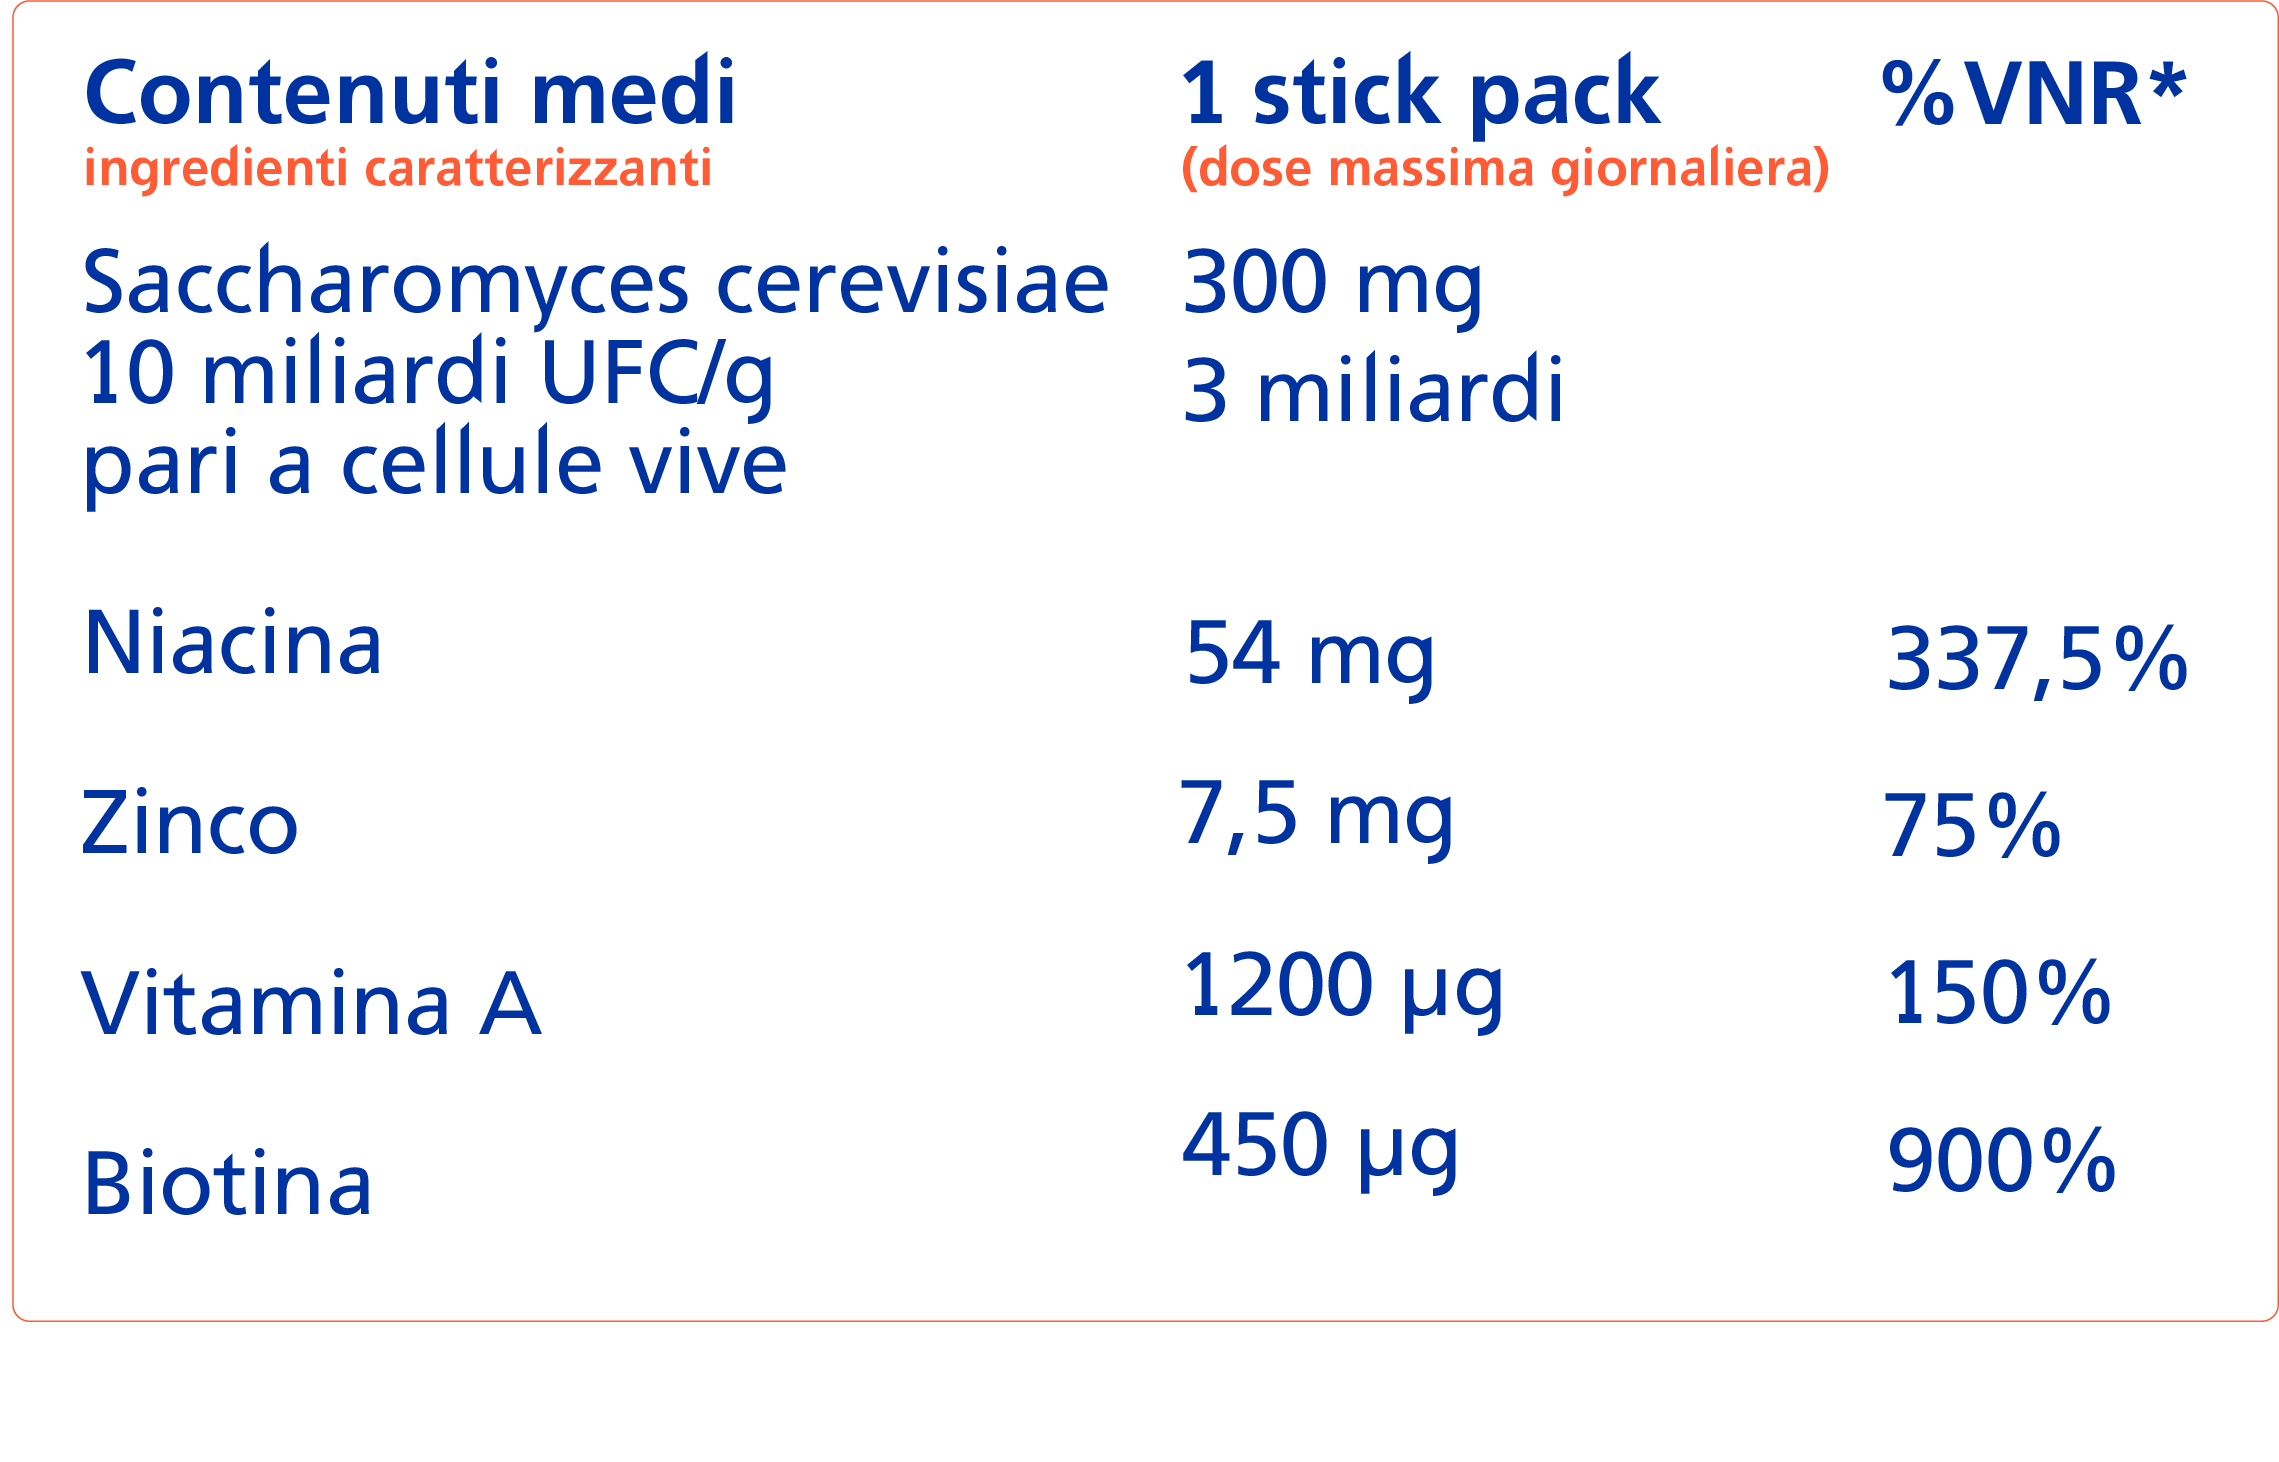 Contenuti medi 1 stick pack %VNR*
ingredienti caratterizzanti (dose massima giornaliera)
Saccharomyces cerevisiae 300 mg
10 miliardi UFC/g 3 miliardi
pari a cellule vive
Niacina 54 mg 337,5%
Zinco 7,5 mg 75%
Vitamina A 1200 µg 150%
Biotina 450 µg 900%